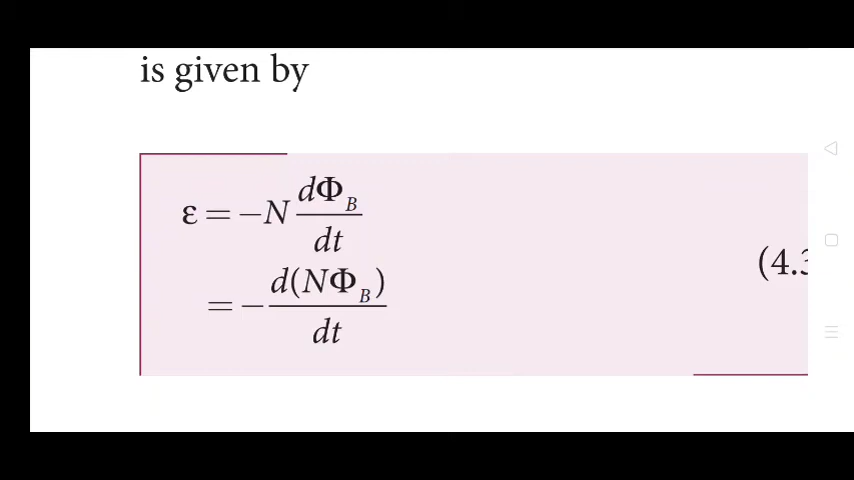 is given by
ε = −N dΦ_B/dt
= − d(NΦ_B)/dt
(4.3